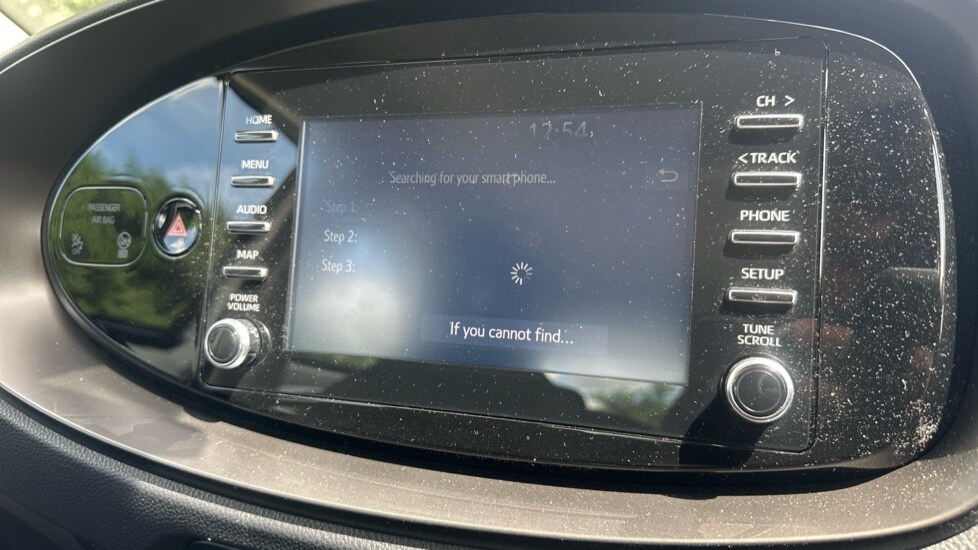 PASSENGER
AIR BAG
HOME
MENU
AUDIO
MAP
POWER
VOLUME
12:54
Searching for your smart phone...
Step 1:
Step 2:
Step 3:
If you cannot find...
CH >
< TRACK
PHONE
SETUP
TUNE
SCROLL